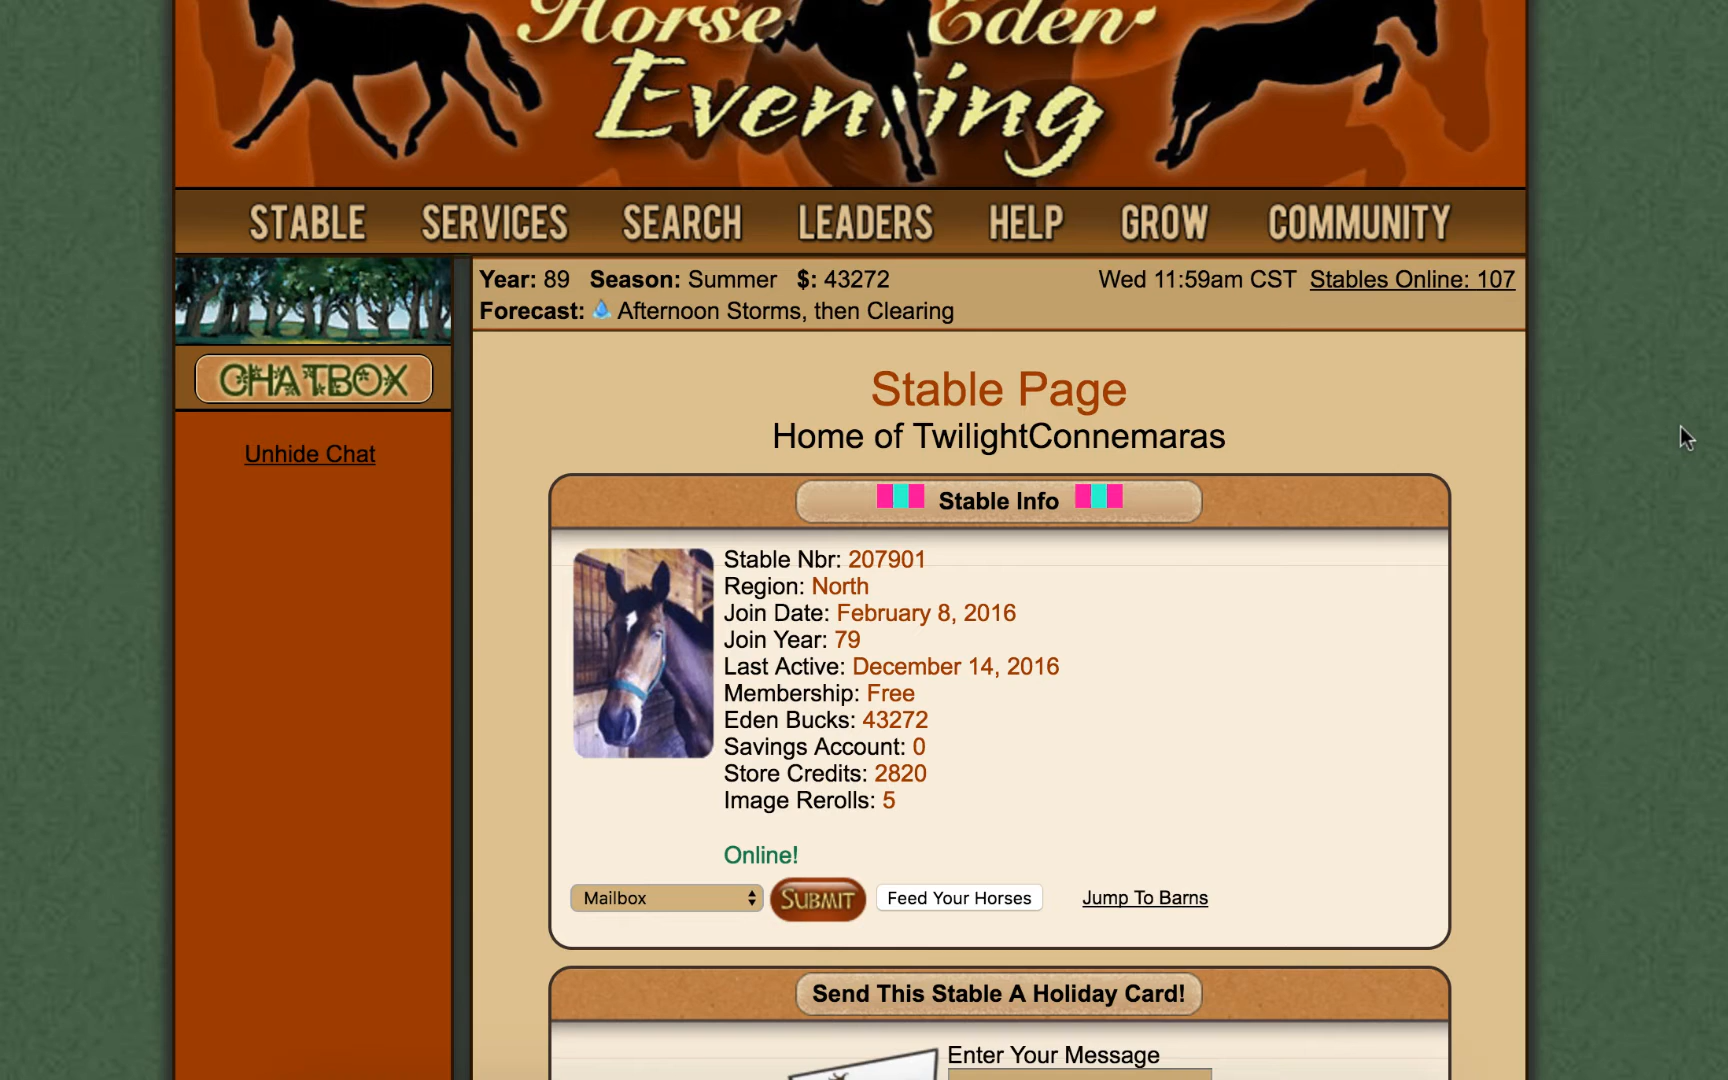 Horse Eden
Eventing
STABLE SERVICES SEARCH LEADERS HELP GROW COMMUNITY
Year: 89 Season: Summer $: 43272 Wed 11:59am CST Stables Online: 107
Forecast: Afternoon Storms, then Clearing
CHATBOX
Unhide Chat
Stable Page
Home of TwilightConnemaras
Stable Info
Stable Nbr: 207901
Region: North
Join Date: February 8, 2016
Join Year: 79
Last Active: December 14, 2016
Membership: Free
Eden Bucks: 43272
Savings Account: 0
Store Credits: 2820
Image Rerolls: 5
Online!
Mailbox SUBMIT Feed Your Horses Jump To Barns
Send This Stable A Holiday Card!
Enter Your Message